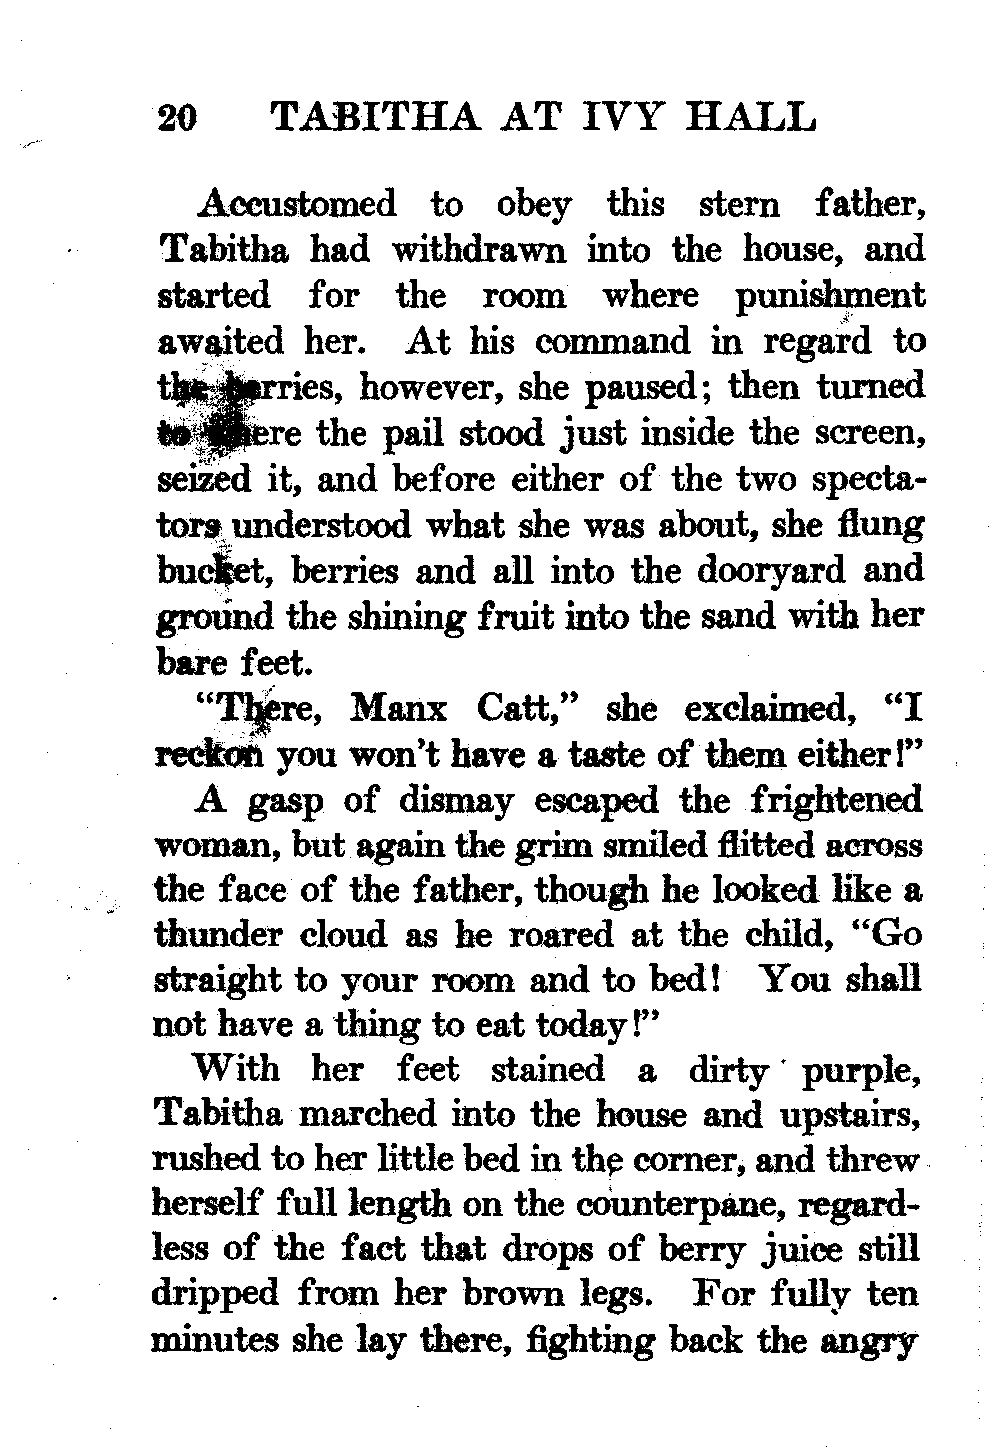 20 TABITHA AT IVY HALL
Accustomed to obey this stern father,
Tabitha had withdrawn into the house, and
started for the room where punishment
awaited her. At his command in regard to
the berries, however, she paused; then turned
to where the pail stood just inside the screen,
seized it, and before either of the two specta-
tors understood what she was about, she flung
bucket, berries and all into the dooryard and
ground the shining fruit into the sand with her
bare feet.
“There, Manx Catt,” she exclaimed, “I
reckon you won’t have a taste of them either!”
A gasp of dismay escaped the frightened
woman, but again the grim smiled flitted across
the face of the father, though he looked like a
thunder cloud as he roared at the child, “Go
straight to your room and to bed! You shall
not have a thing to eat today!”
With her feet stained a dirty purple,
Tabitha marched into the house and upstairs,
rushed to her little bed in the corner, and threw
herself full length on the counterpane, regard-
less of the fact that drops of berry juice still
dripped from her brown legs. For fully ten
minutes she lay there, fighting back the angry